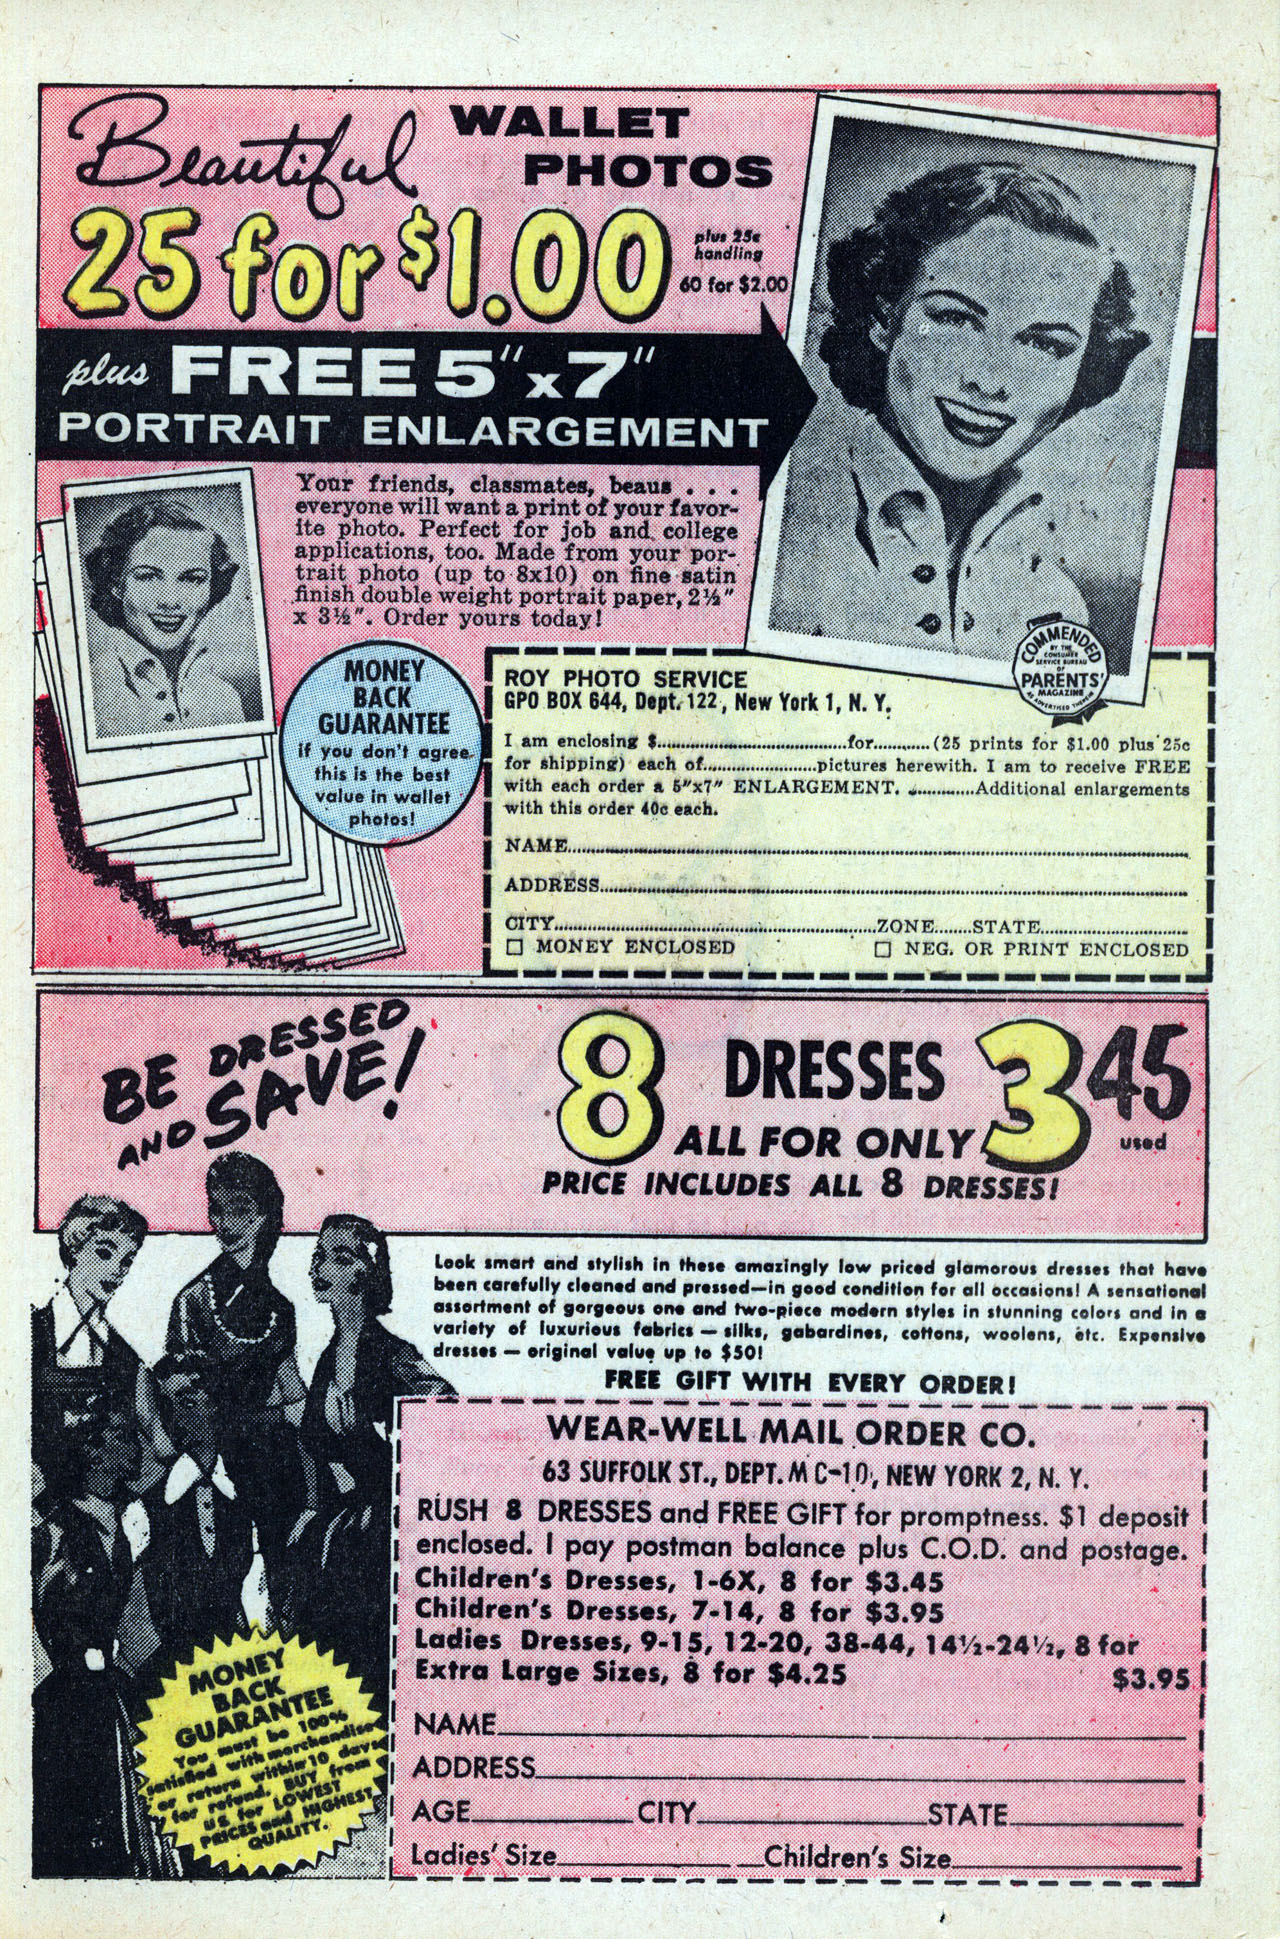 Beautiful WALLET
PHOTOS
25 for $1.00
plus 25c
handling
60 for $2.00
plus FREE 5" x 7"
PORTRAIT ENLARGEMENT
Your friends, classmates, beaus . . .
everyone will want a print of your favor-
ite photo. Perfect for job and college
applications, too. Made from your por-
trait photo (up to 8x10) on fine satin
finish double weight portrait paper, 2½"
x 3½". Order yours today!
MONEY
BACK
GUARANTEE
if you don't agree
this is the best
value in wallet
photos!
COMMENDED
BY THE
CONSUMER
SERVICE BUREAU
OF
PARENTS'
MAGAZINE
AS ADVERTISED THEREIN
ROY PHOTO SERVICE
GPO BOX 644, Dept. 122, New York 1, N. Y.
I am enclosing $..............................for............(25 prints for $1.00 plus 25c
for shipping) each of........................pictures herewith. I am to receive FREE
with each order a 5"x7" ENLARGEMENT. .............Additional enlargements
with this order 40c each.
NAME............................................................
ADDRESS............................................................
CITY..................................................ZONE.......STATE..............................
☐ MONEY ENCLOSED ☐ NEG. OR PRINT ENCLOSED
BE DRESSED
AND SAVE!
8 DRESSES 3 45
ALL FOR ONLY used
PRICE INCLUDES ALL 8 DRESSES!
Look smart and stylish in these amazingly low priced glamorous dresses that have
been carefully cleaned and pressed—in good condition for all occasions! A sensational
assortment of gorgeous one and two-piece modern styles in stunning colors and in a
variety of luxurious fabrics — silks, gabardines, cottons, woolens, etc. Expensive
dresses — original value up to $50!
FREE GIFT WITH EVERY ORDER!
WEAR-WELL MAIL ORDER CO.
63 SUFFOLK ST., DEPT. M C-10, NEW YORK 2, N. Y.
RUSH 8 DRESSES and FREE GIFT for promptness. $1 deposit
enclosed. I pay postman balance plus C.O.D. and postage.
Children's Dresses, 1-6X, 8 for $3.45
Children's Dresses, 7-14, 8 for $3.95
Ladies Dresses, 9-15, 12-20, 38-44, 14½-24½, 8 for
Extra Large Sizes, 8 for $4.25 $3.95
NAME____________________
ADDRESS____________________
AGE__________CITY__________STATE__________
Ladies' Size__________Children's Size__________
MONEY
BACK
GUARANTEE
You must be 100%
satisfied with merchandise
or return within 10 days
for refund. BUY from
us for LOWEST
PRICES and HIGHEST
QUALITY.